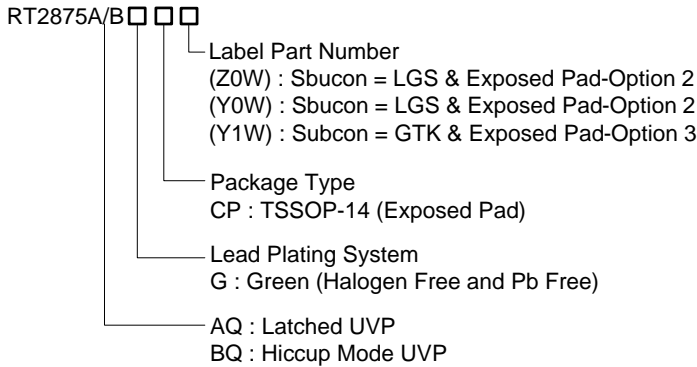 RT2875A/B
Label Part Number
(Z0W) : Sbucon = LGS & Exposed Pad-Option 2
(Y0W) : Sbucon = LGS & Exposed Pad-Option 2
(Y1W) : Subcon = GTK & Exposed Pad-Option 3
Package Type
CP : TSSOP-14 (Exposed Pad)
Lead Plating System
G : Green (Halogen Free and Pb Free)
AQ : Latched UVP
BQ : Hiccup Mode UVP